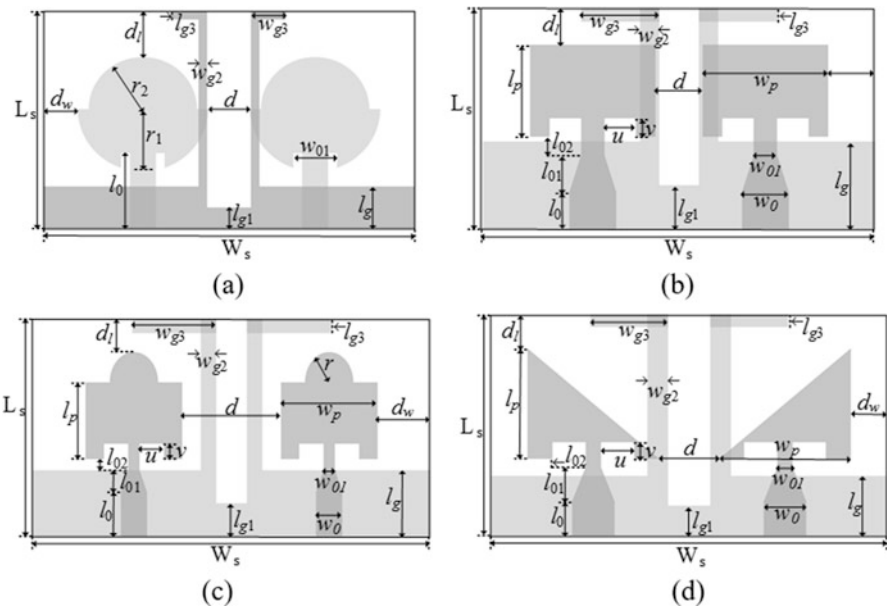 d_l
l_g3
w_g3
r_2
w_g2
L_s
d_w
d
r_1
w_01
l_0
l_g1
l_g
W_s
(a)
w_g3
l_g3
d_l
w_g2
l_p
w_p
L_s
d
u
v
l_02
w_01
l_01
w_0
l_g
l_0
l_g1
W_s
(b)
d_l
w_g3
l_g3
w_g2
r
L_s
l_p
d
w_p
d_w
u
v
l_02
l_01
w_01
l_0
w_0
l_g1
l_g
W_s
(c)
d_l
w_g3
l_g3
w_g2
L_s
l_p
d_w
d
w_p
u
v
l_02
w_01
l_01
w_0
l_g
l_0
l_g1
W_s
(d)